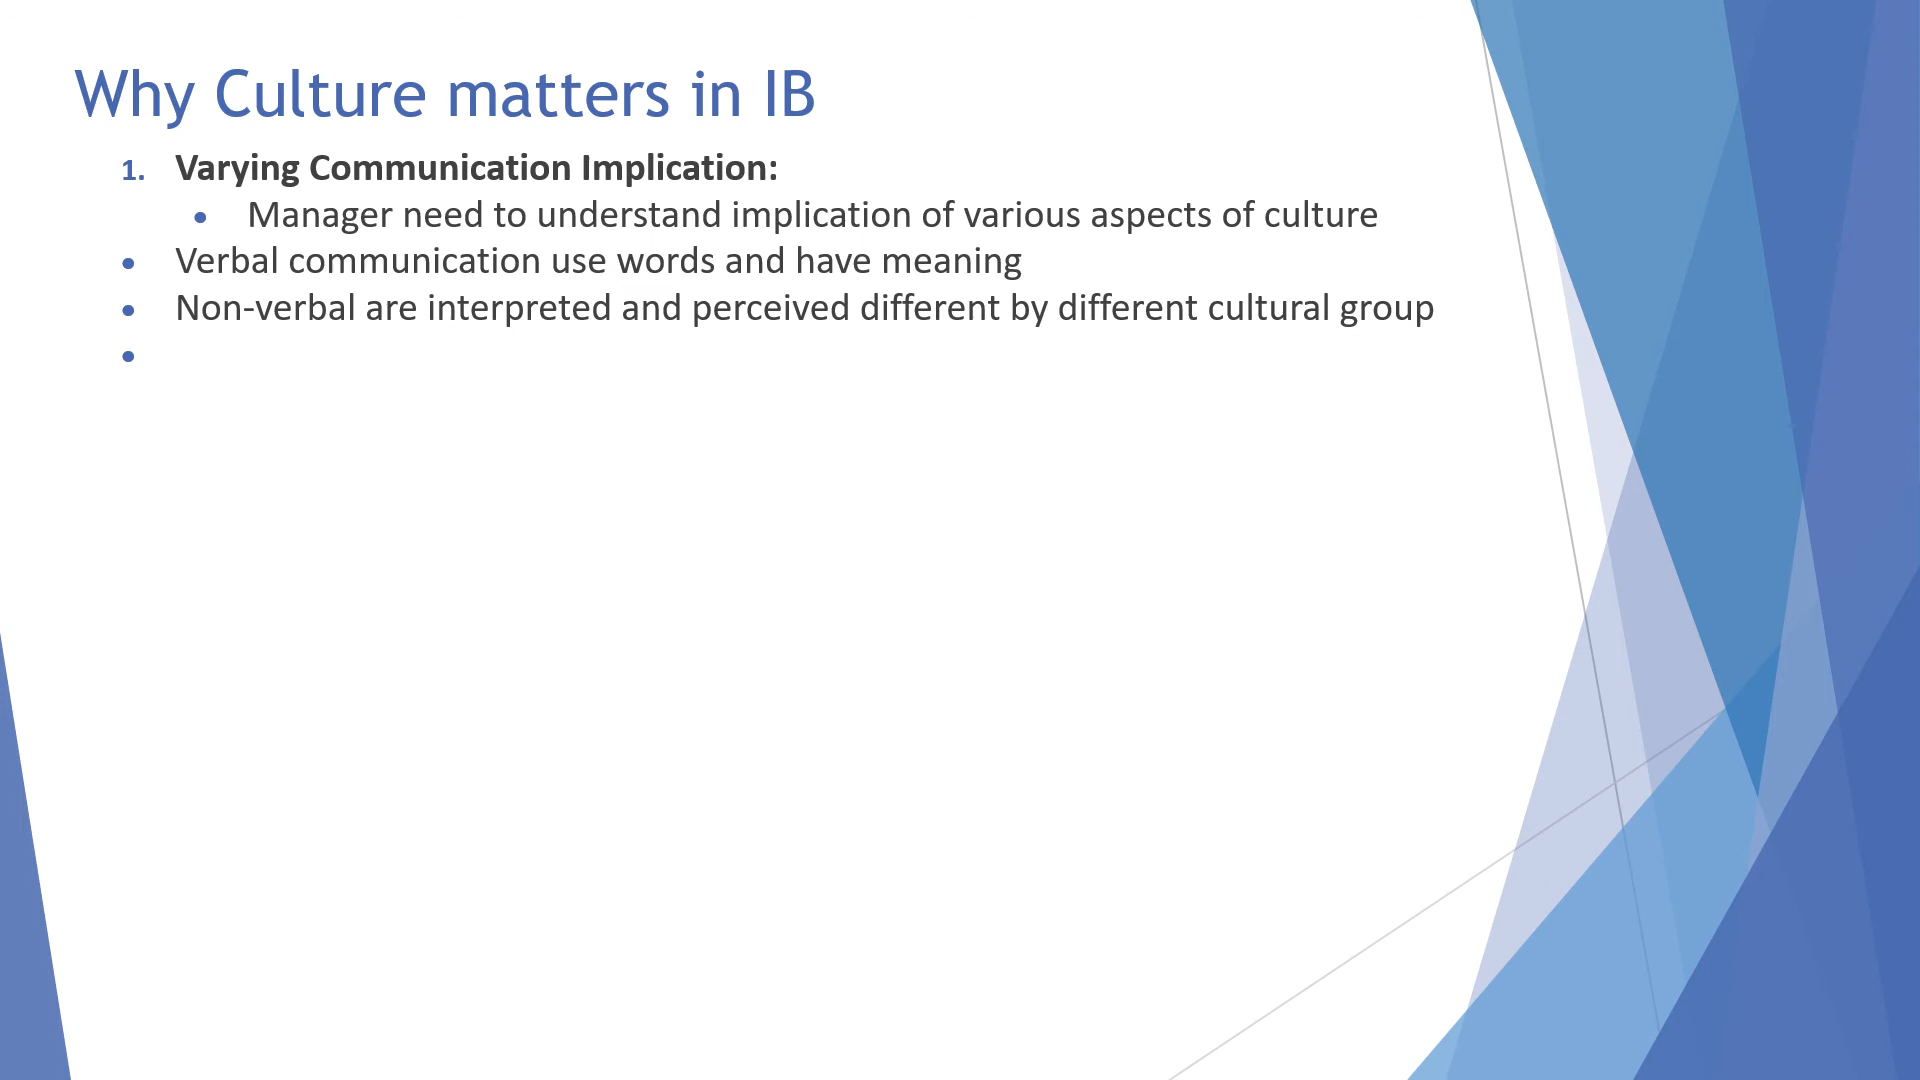 Why Culture matters in IB
1. Varying Communication Implication:
• Manager need to understand implication of various aspects of culture
• Verbal communication use words and have meaning
• Non-verbal are interpreted and perceived different by different cultural group
•